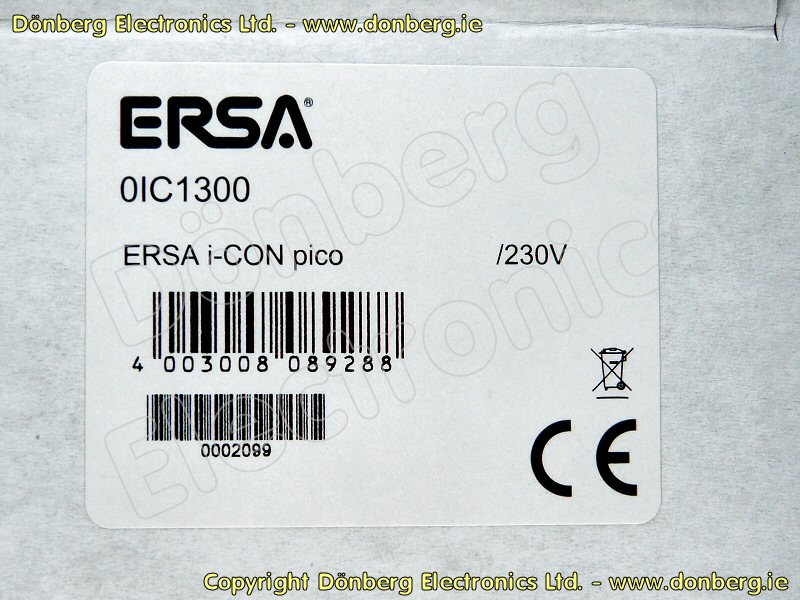 Dönberg Electronics Ltd. - www.donberg.ie
ERSA®
0IC1300
ERSA i-CON pico /230V
4 003008 089288
0002099
CE
Dönberg
Electronics
Copyright Dönberg Electronics Ltd. - www.donberg.ie